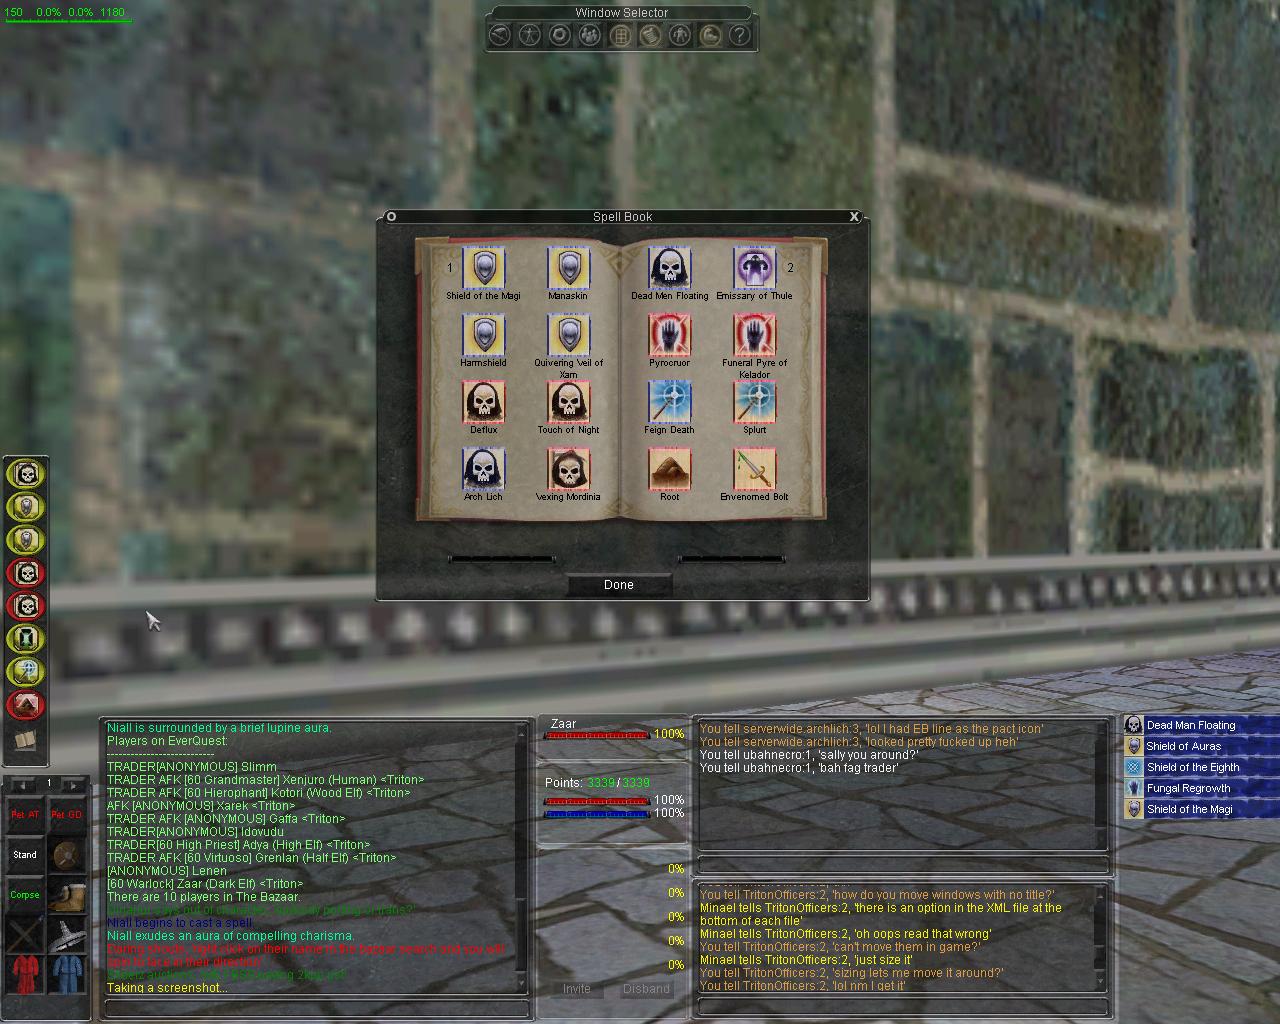 150 0.0% 0.0% 1180
Window Selector
?
Spell Book
1
2
Shield of the Magi
Manaskin
Dead Men Floating
Emissary of Thule
Harmshield
Quivering Veil of
Xarn
Pyrocruor
Funeral Pyre of
Kelador
Deflux
Touch of Night
Feign Death
Splurt
Arch Lich
Vexing Mordinia
Root
Envenomed Bolt
Done
1
Pet AT
Pet GD
Stand
Corpse
Niall is surrounded by a brief lupine aura.
Players on EverQuest:
---------------------------
TRADER[ANONYMOUS] Slimm
TRADER AFK [60 Grandmaster] Xenjuro (Human) <Triton>
TRADER AFK [60 Hierophant] Kotori (Wood Elf) <Triton>
AFK [ANONYMOUS] Xarek <Triton>
TRADER AFK [ANONYMOUS] Gaffa <Triton>
TRADER[ANONYMOUS] Idovudu
TRADER[60 High Priest] Adya (High Elf) <Triton>
TRADER AFK [60 Virtuoso] Grenlan (Half Elf) <Triton>
[ANONYMOUS] Lenen
[60 Warlock] Zaar (Dark Elf) <Triton>
There are 10 players in The Bazaar.
Niall begins to cast a spell.
Niall exudes an aura of compelling charisma.
Taking a screenshot...
Zaar
100%
Points: 3339/3339
100%
100%
0%
0%
0%
0%
0%
Invite
Disband
You tell serverwide.archlich:3, 'lol I had EB line as the pact icon'
You tell serverwide.archlich:3, 'looked pretty fucked up heh'
You tell ubahnecro:1, 'sally you around?'
You tell ubahnecro:1, 'bah fag trader'
You tell TritonOfficers:2, 'how do you move windows with no title?'
Minael tells TritonOfficers:2, 'there is an option in the XML file at the
bottom of each file'
Minael tells TritonOfficers:2, 'oh oops read that wrong'
You tell TritonOfficers:2, 'can't move them in game?'
Minael tells TritonOfficers:2, 'just size it'
You tell TritonOfficers:2, 'sizing lets me move it around?'
You tell TritonOfficers:2, 'lol nm I get it'
Dead Man Floating
Shield of Auras
Shield of the Eighth
Fungal Regrowth
Shield of the Magi